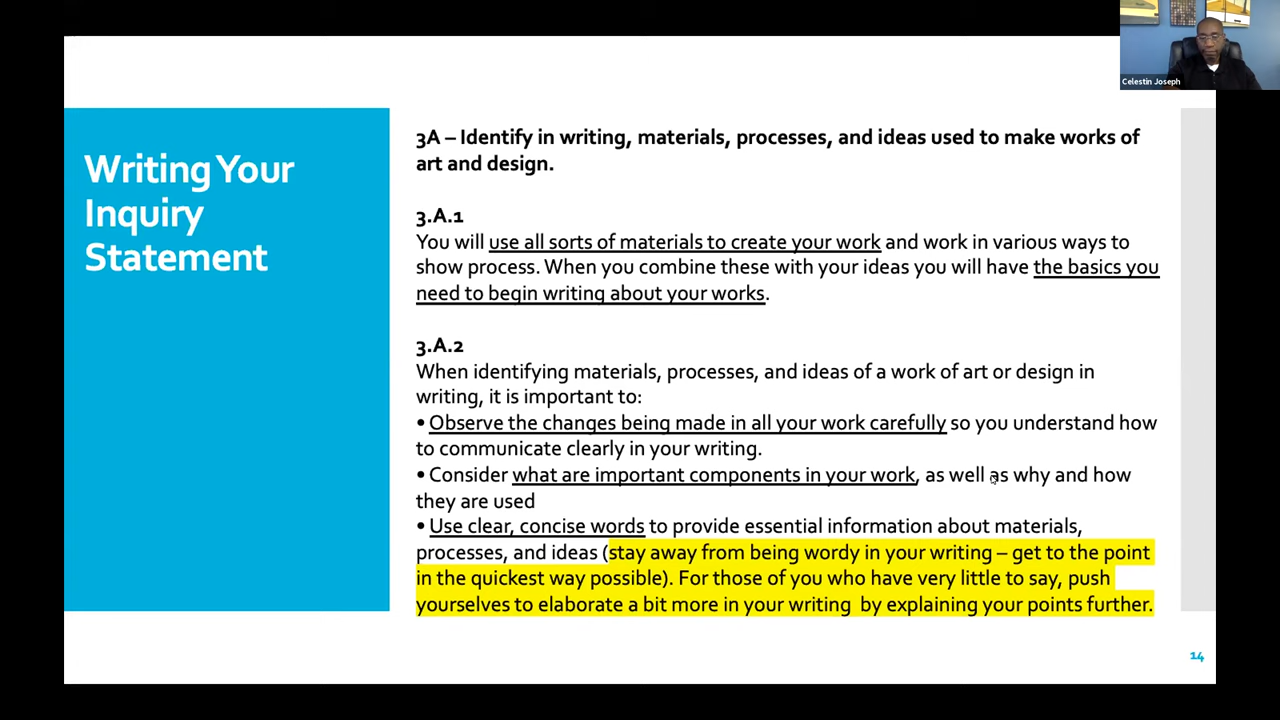 Celestin Joseph
Writing Your
Inquiry
Statement
3A – Identify in writing, materials, processes, and ideas used to make works of
art and design.
3.A.1
You will use all sorts of materials to create your work and work in various ways to
show process. When you combine these with your ideas you will have the basics you
need to begin writing about your works.
3.A.2
When identifying materials, processes, and ideas of a work of art or design in
writing, it is important to:
• Observe the changes being made in all your work carefully so you understand how
to communicate clearly in your writing.
• Consider what are important components in your work, as well as why and how
they are used
• Use clear, concise words to provide essential information about materials,
processes, and ideas (stay away from being wordy in your writing – get to the point
in the quickest way possible). For those of you who have very little to say, push
yourselves to elaborate a bit more in your writing by explaining your points further.
14